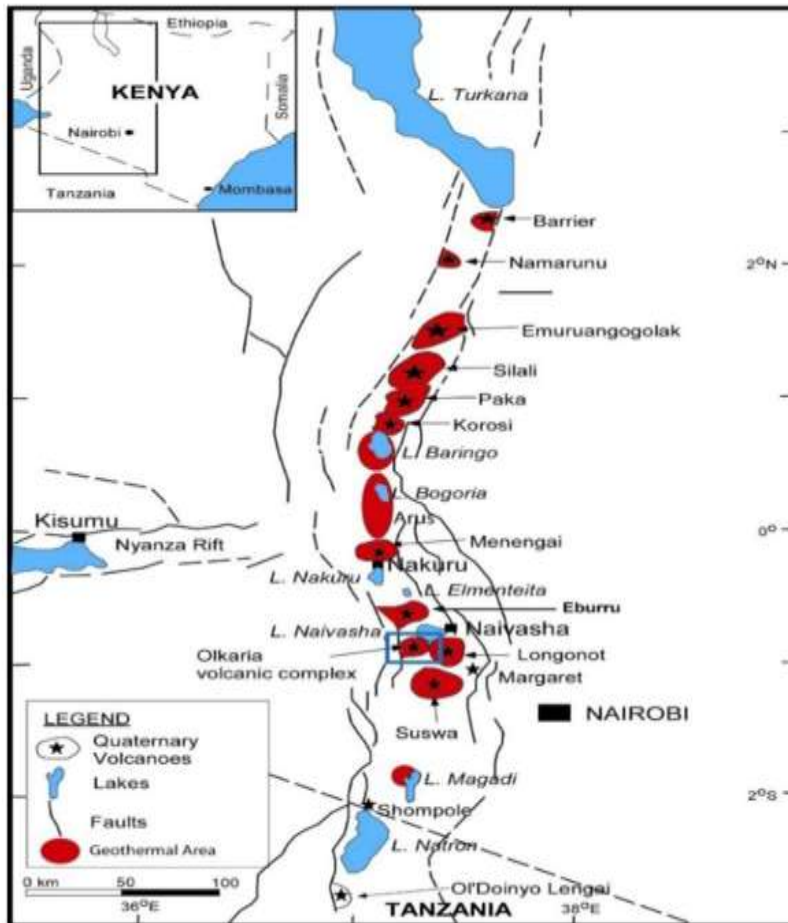 Ethiopia
Uganda
KENYA
Somalia
Nairobi
Tanzania
Mombasa
L. Turkana
Barrier
Namarunu
2°N
Emuruangogolak
Silali
Paka
Korosi
L. Baringo
L. Bogoria
Arus
Kisumu
Nyanza Rift
0°
Menengai
Nakuru
L. Nakuru
L. Elmenteita
Eburru
L. Naivasha
Naivasha
Olkaria
volcanic complex
Longonot
Margaret
NAIROBI
Suswa
LEGEND
Quaternary
Volcanoes
Lakes
Faults
Geothermal Area
L. Magadi
2°S
Shompole
L. Natron
0 km 50 100
36°E
Ol'Doinyo Lengai
TANZANIA
38°E